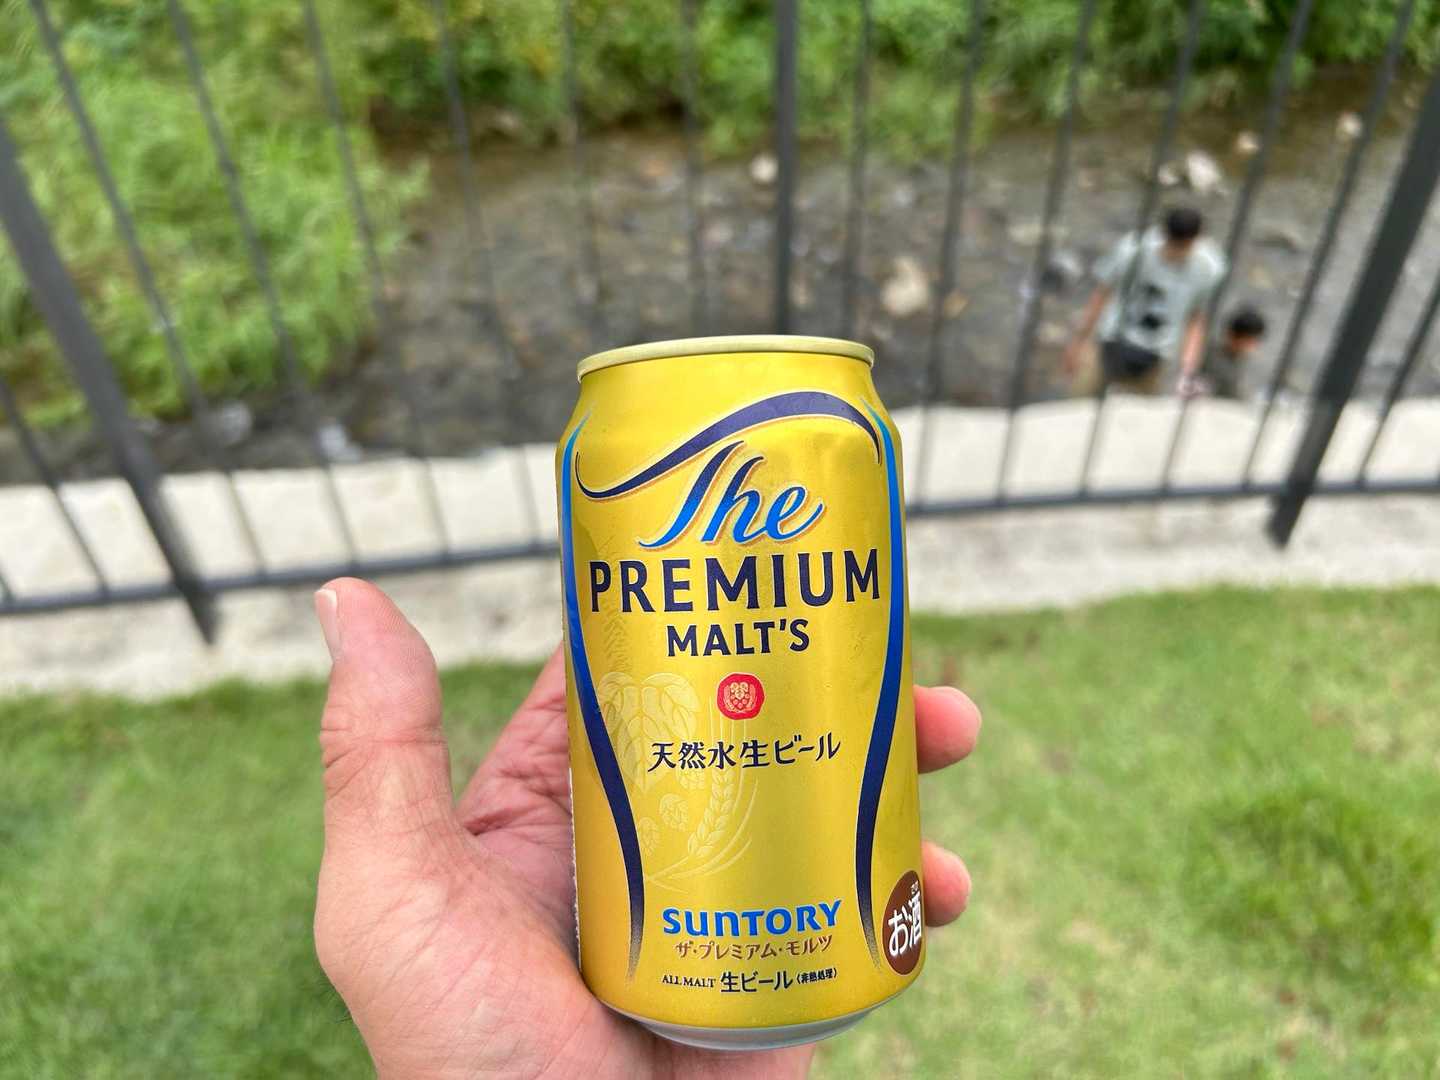 The
PREMIUM
MALT'S
天然水生ビール
SUNTORY
ザ・プレミアム・モルツ
ALL MALT 生ビール(非熱処理)
お酒